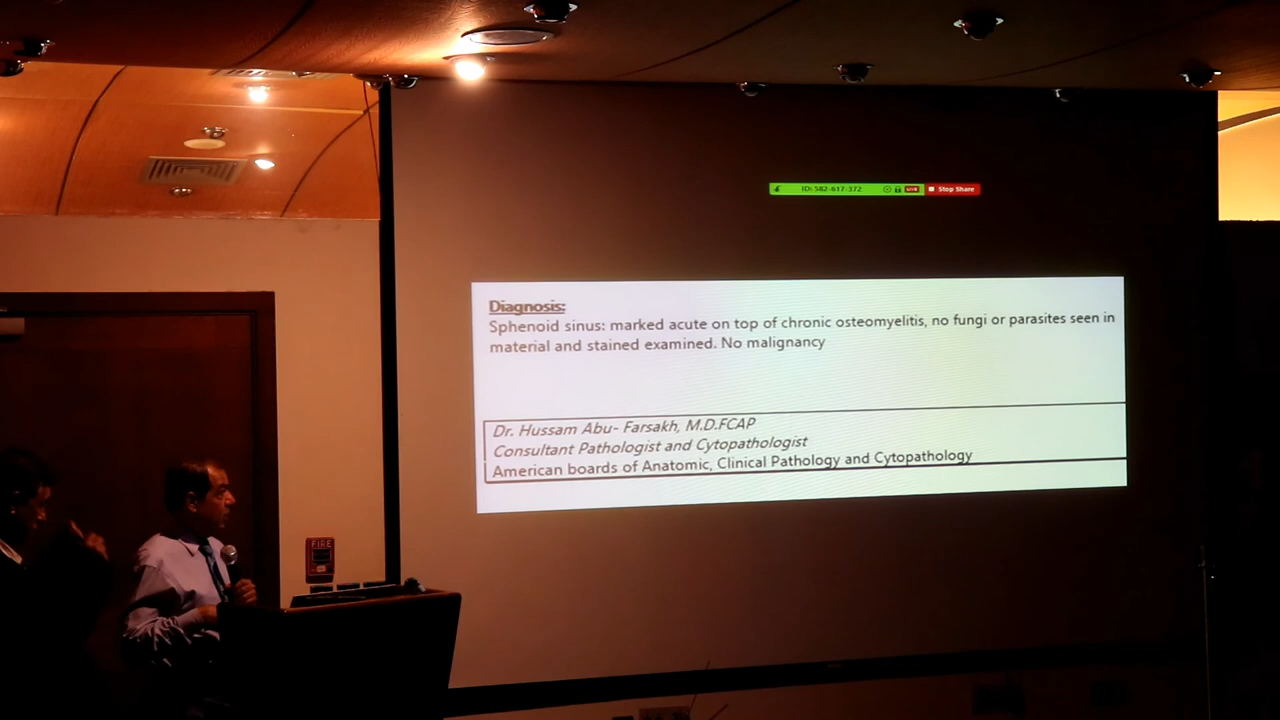 ID: 582-617-372
LIVE
Stop Share
Diagnosis:
Sphenoid sinus: marked acute on top of chronic osteomyelitis, no fungi or parasites seen in
material and stained examined. No malignancy
Dr. Hussam Abu- Farsakh, M.D.FCAP
Consultant Pathologist and Cytopathologist
American boards of Anatomic, Clinical Pathology and Cytopathology
FIRE